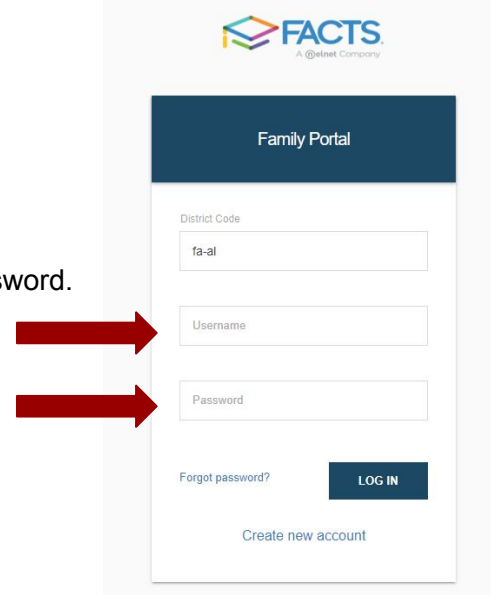 FACTS
A nelnet Company
Family Portal
District Code
fa-al
sword.
Username
Password
Forgot password?
LOG IN
Create new account